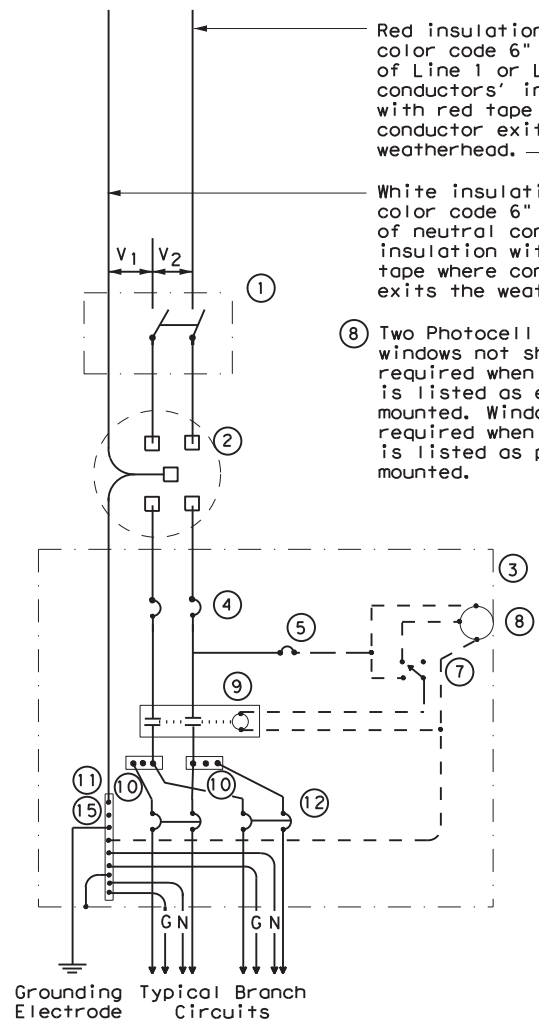 Red insulation
color code 6"
of Line 1 or L
conductors' in
with red tape
conductor exit
weatherhead.
White insulati
color code 6"
of neutral con
insulation wit
tape where con
exits the weat
V1 V2
1
8 Two Photocell
windows not sh
required when
is listed as e
mounted. Windo
required when
is listed as p
mounted.
2
3
4
5
8
7
9
11
10 10
15
12
G N G N
Grounding Typical Branch
Electrode Circuits